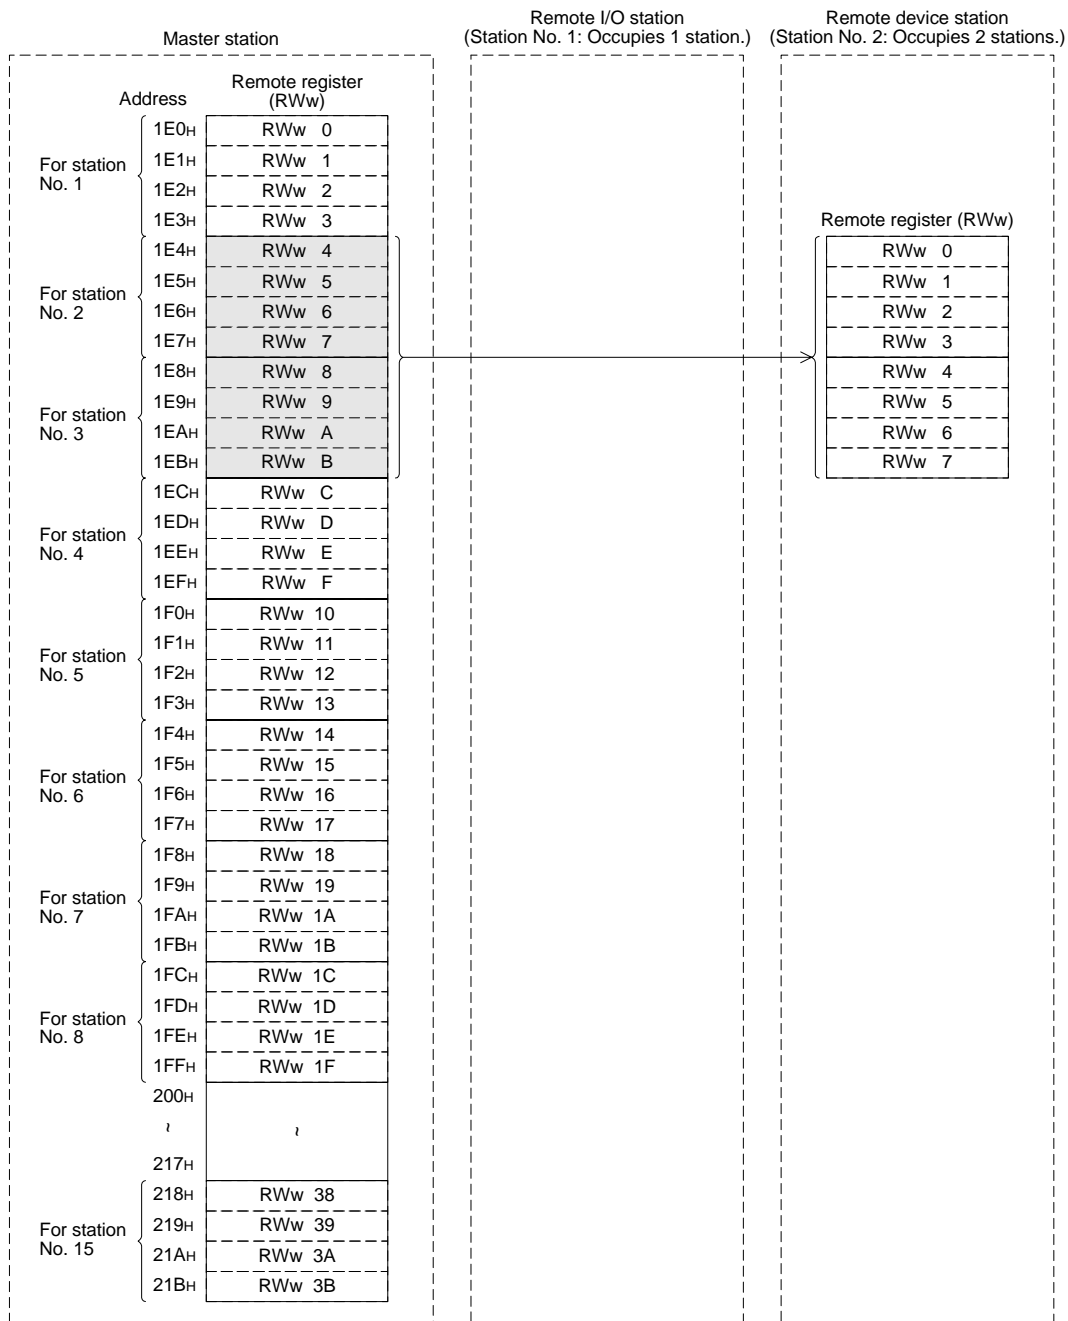 Remote I/O station
(Station No. 1: Occupies 1 station.)
Remote device station
(Station No. 2: Occupies 2 stations.)
Master station
Address
Remote register
(RWw)
For station
No. 1
1E0H RWw 0
1E1H RWw 1
1E2H RWw 2
1E3H RWw 3
For station
No. 2
1E4H RWw 4
1E5H RWw 5
1E6H RWw 6
1E7H RWw 7
For station
No. 3
1E8H RWw 8
1E9H RWw 9
1EAH RWw A
1EBH RWw B
For station
No. 4
1ECH RWw C
1EDH RWw D
1EEH RWw E
1EFH RWw F
For station
No. 5
1F0H RWw 10
1F1H RWw 11
1F2H RWw 12
1F3H RWw 13
For station
No. 6
1F4H RWw 14
1F5H RWw 15
1F6H RWw 16
1F7H RWw 17
For station
No. 7
1F8H RWw 18
1F9H RWw 19
1FAH RWw 1A
1FBH RWw 1B
For station
No. 8
1FCH RWw 1C
1FDH RWw 1D
1FEH RWw 1E
1FFH RWw 1F
200H
~ ~
217H
For station
No. 15
218H RWw 38
219H RWw 39
21AH RWw 3A
21BH RWw 3B
Remote register (RWw)
RWw 0
RWw 1
RWw 2
RWw 3
RWw 4
RWw 5
RWw 6
RWw 7